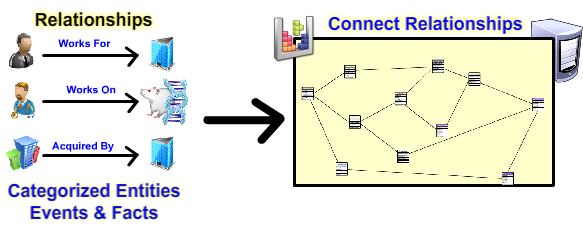 Relationships
Works For
Works On
Acquired By
Categorized Entities
Events & Facts
Connect Relationships